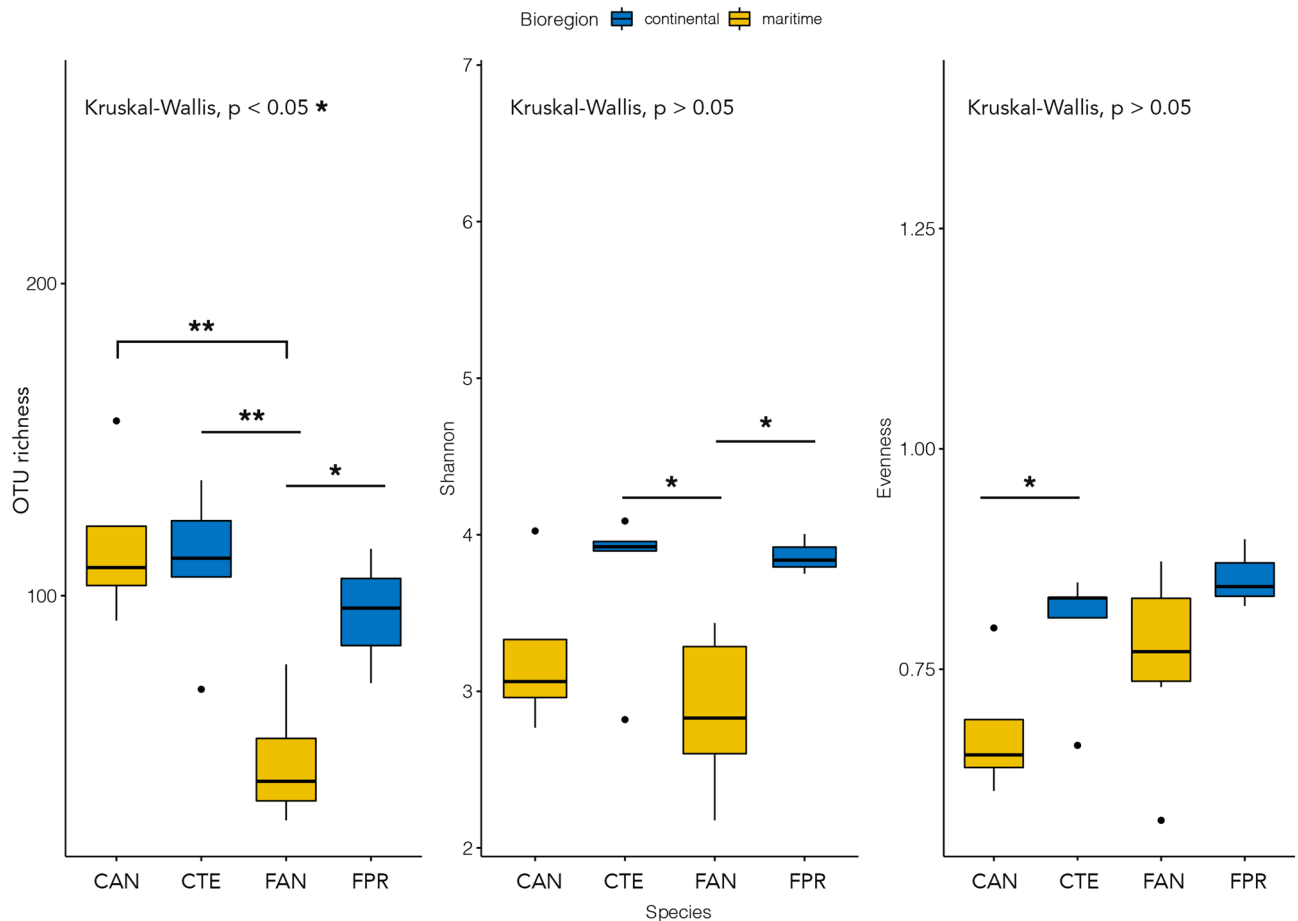 Bioregion continental maritime
Kruskal-Wallis, p < 0.05 *
OTU richness
200
100
**
**
*
CAN CTE FAN FPR
Kruskal-Wallis, p > 0.05
Shannon
7
6
5
4
3
2
*
*
CAN CTE FAN FPR
Species
Kruskal-Wallis, p > 0.05
Evenness
1.25
1.00
0.75
*
CAN CTE FAN FPR